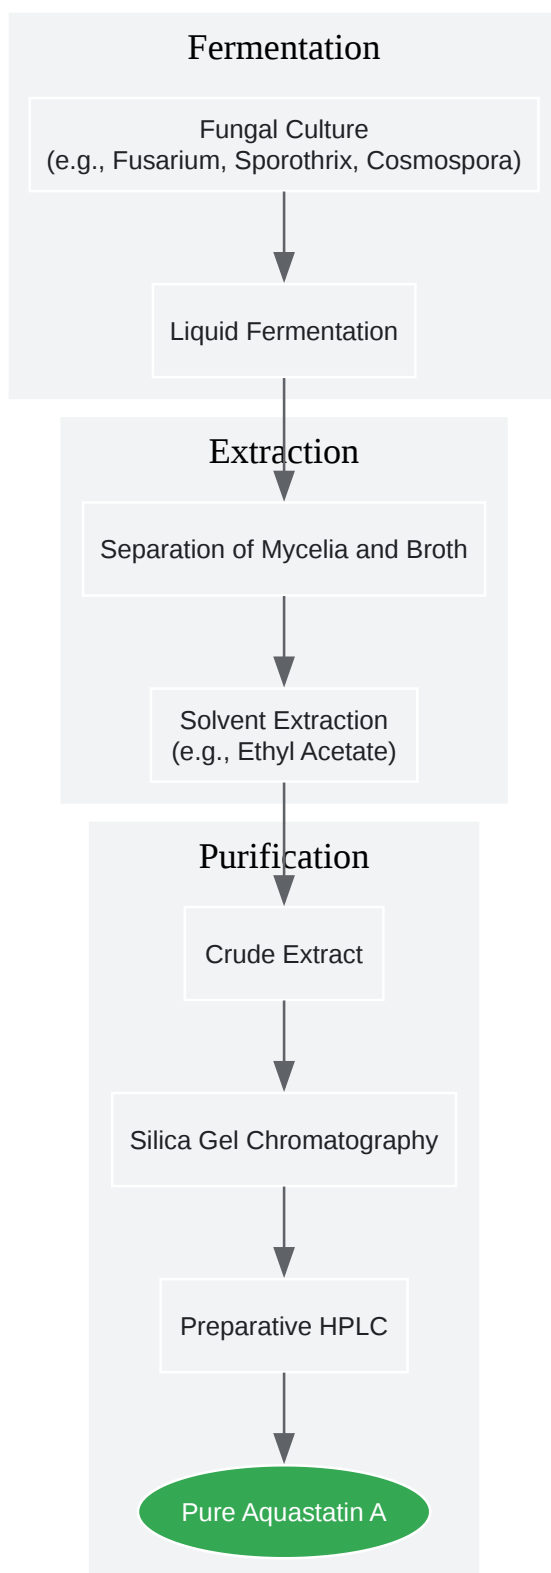 Fermentation
Fungal Culture
(e.g., Fusarium, Sporothrix, Cosmospora)
Liquid Fermentation
Extraction
Separation of Mycelia and Broth
Solvent Extraction
(e.g., Ethyl Acetate)
Purification
Crude Extract
Silica Gel Chromatography
Preparative HPLC
Pure Aquastatin A